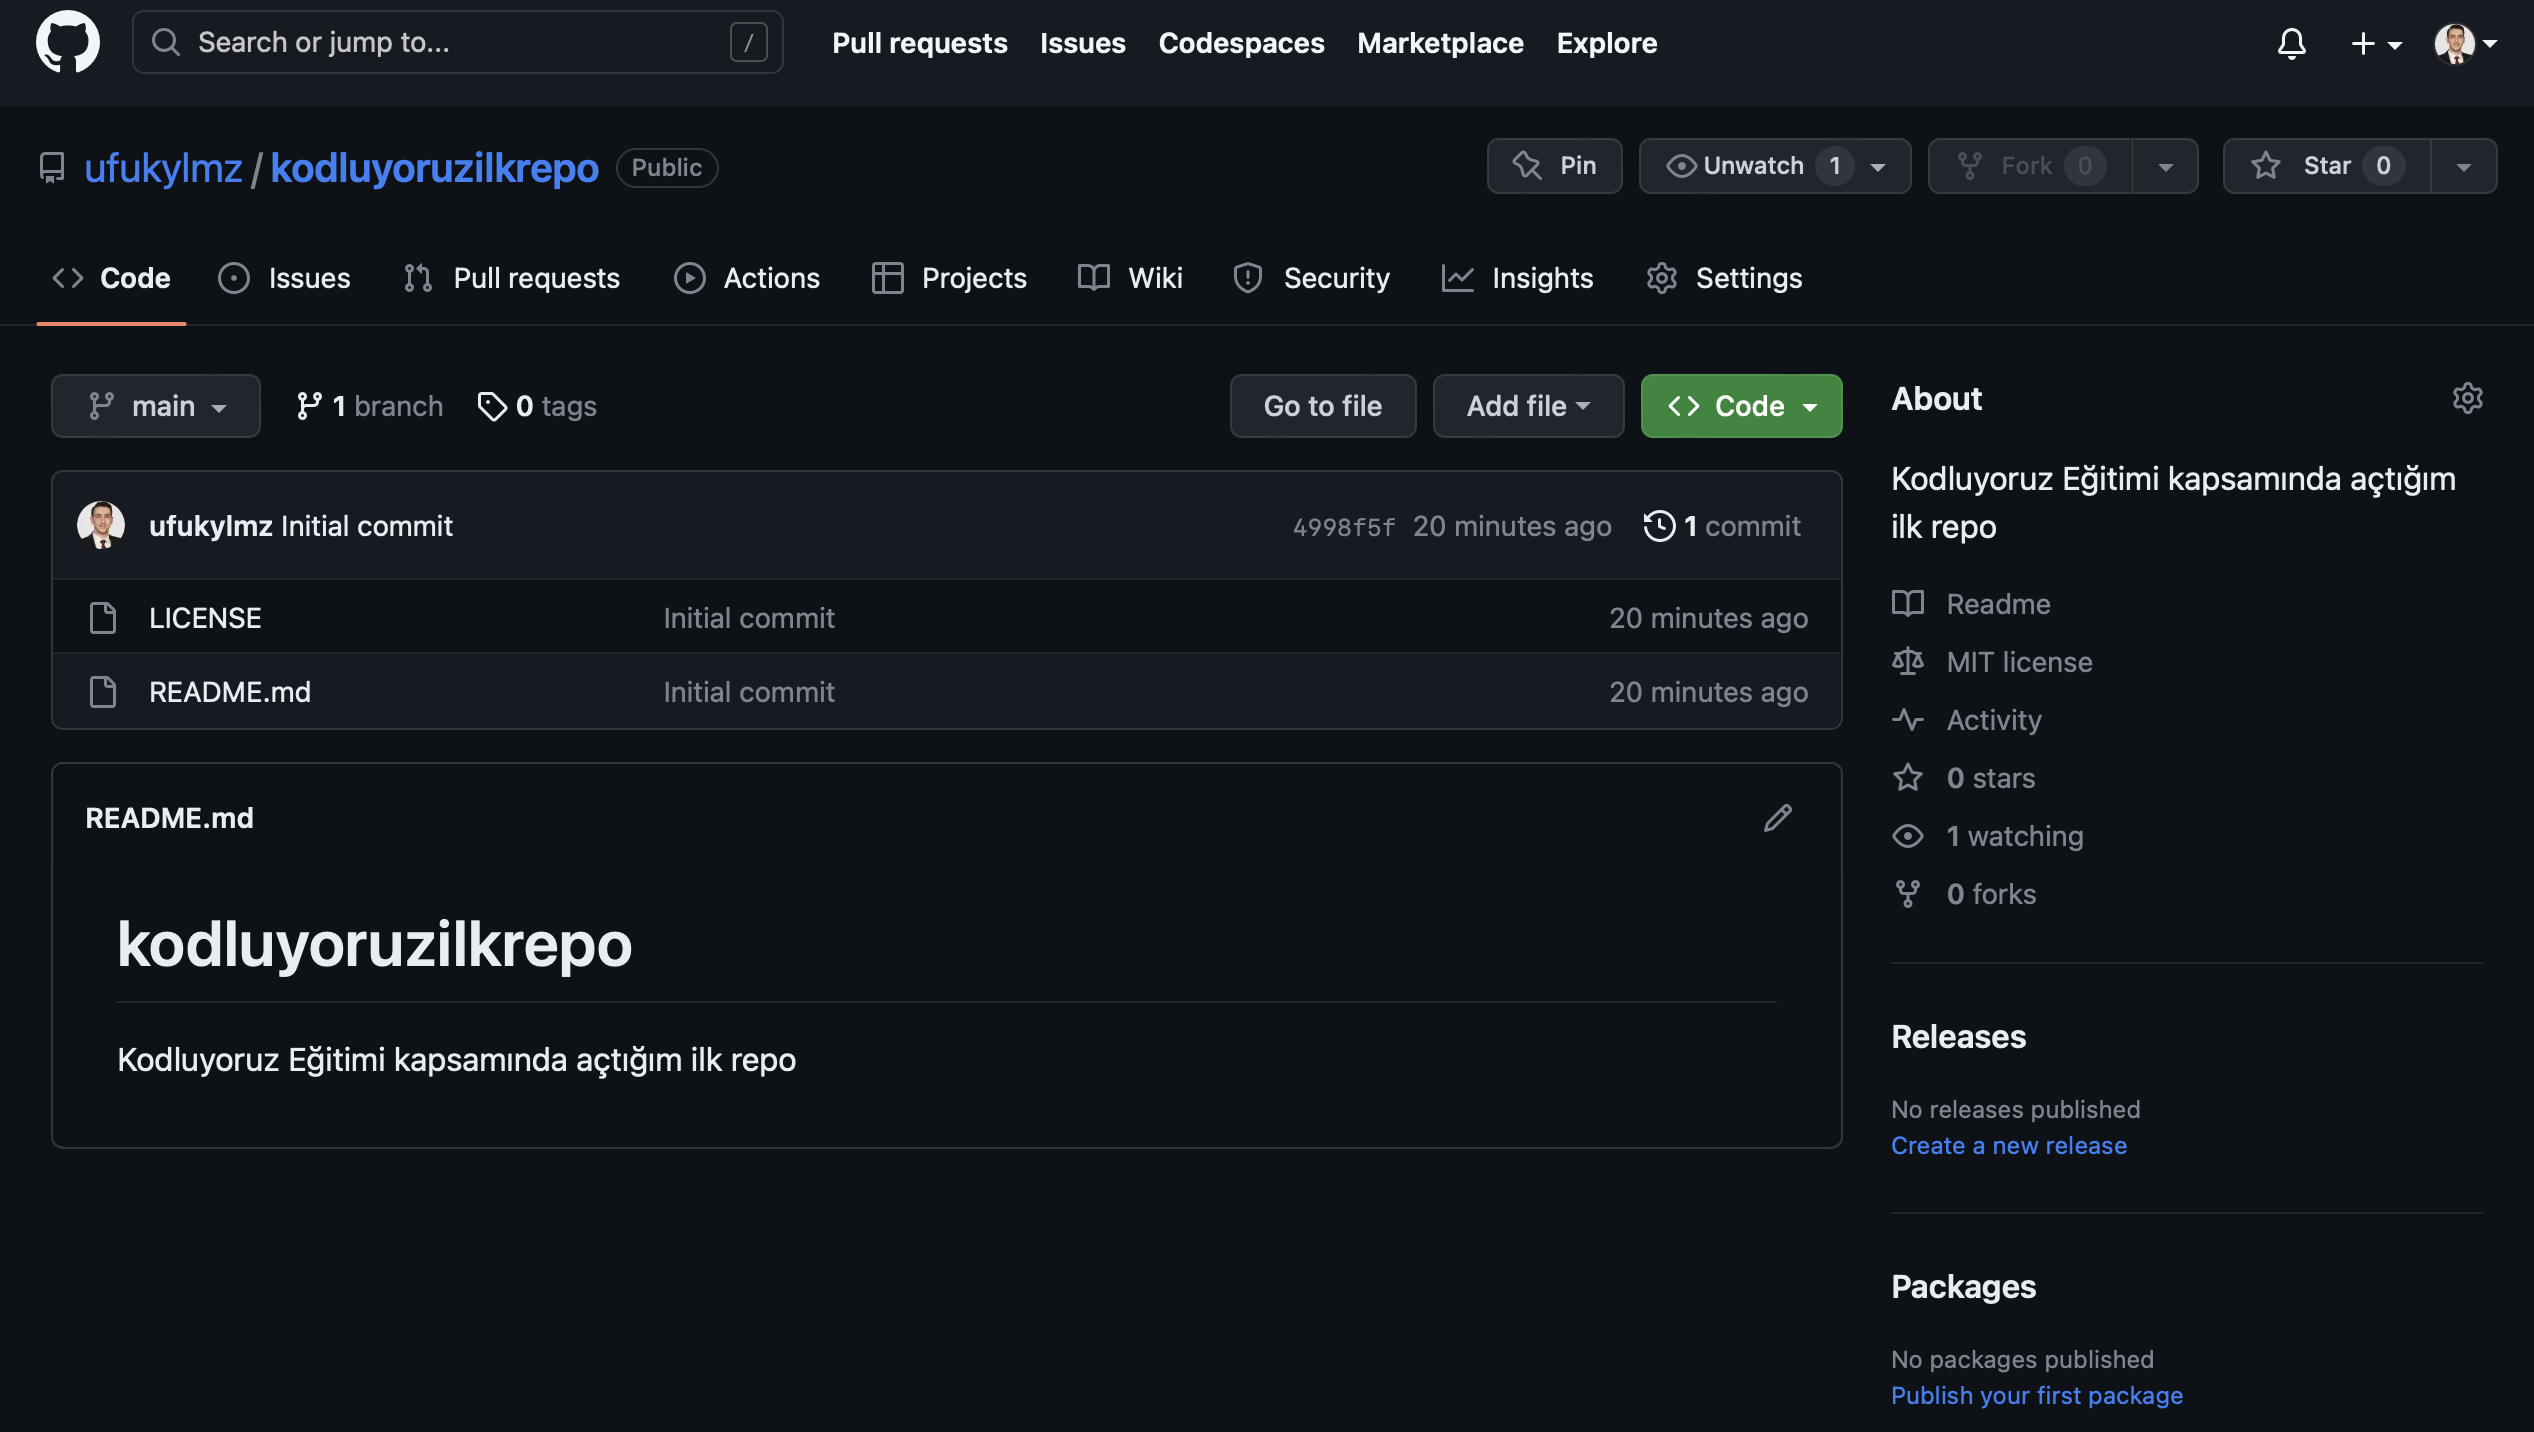 Search or jump to... /
Pull requests Issues Codespaces Marketplace Explore
ufukylmz / kodluyoruzilkrepo Public
Pin Unwatch 1 Fork 0 Star 0
Code Issues Pull requests Actions Projects Wiki Security Insights Settings
main 1 branch 0 tags Go to file Add file Code
ufukylmz Initial commit 4998f5f 20 minutes ago 1 commit
LICENSE Initial commit 20 minutes ago
README.md Initial commit 20 minutes ago
README.md
kodluyoruzilkrepo
Kodluyoruz Eğitimi kapsamında açtığım ilk repo
About
Kodluyoruz Eğitimi kapsamında açtığım
ilk repo
Readme
MIT license
Activity
0 stars
1 watching
0 forks
Releases
No releases published
Create a new release
Packages
No packages published
Publish your first package